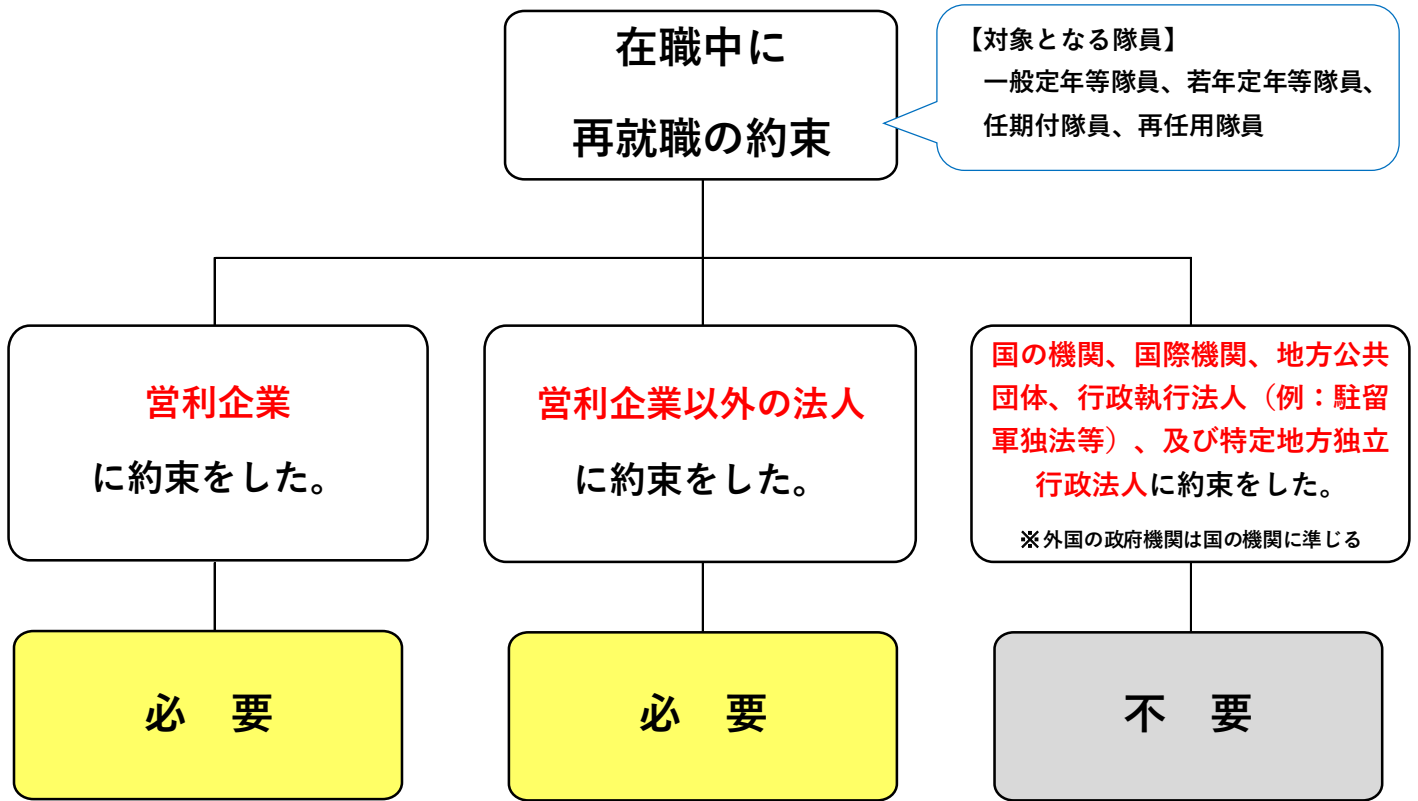 在職中に
再就職の約束
【対象となる隊員】
一般定年等隊員、若年定年等隊員、
任期付隊員、再任用隊員
営利企業
に約束をした。
営利企業以外の法人
に約束をした。
国の機関、国際機関、地方公共
団体、行政執行法人（例：駐留
軍独法等）、及び特定地方独立
行政法人に約束をした。
※外国の政府機関は国の機関に準じる
必　要
必　要
不　要